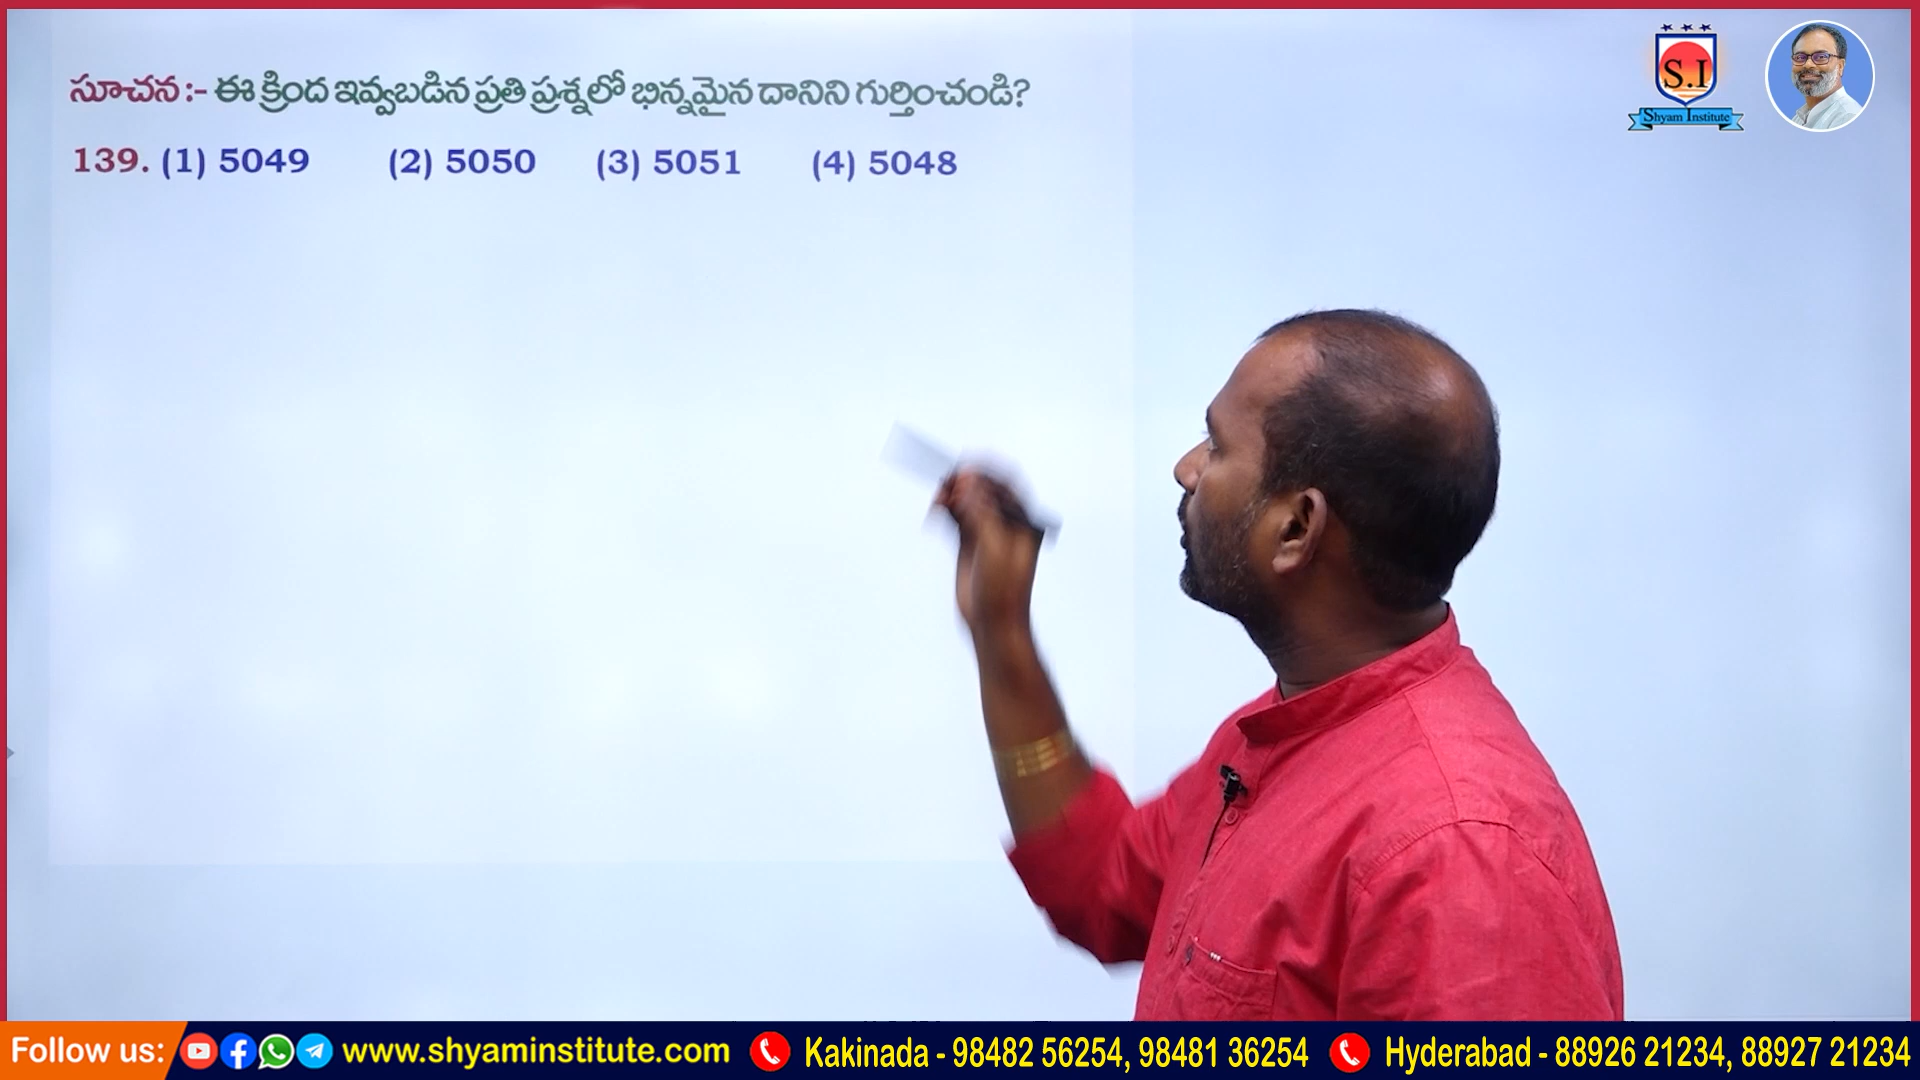 సూచన :- ఈ క్రింద ఇవ్వబడిన ప్రతి ప్రశ్నలో భిన్నమైన దానిని గుర్తించండి?
139. (1) 5049 (2) 5050 (3) 5051 (4) 5048
S.I
Shyam Institute
Follow us: www.shyaminstitute.com Kakinada - 98482 56254, 98481 36254 Hyderabad - 88926 21234, 88927 21234